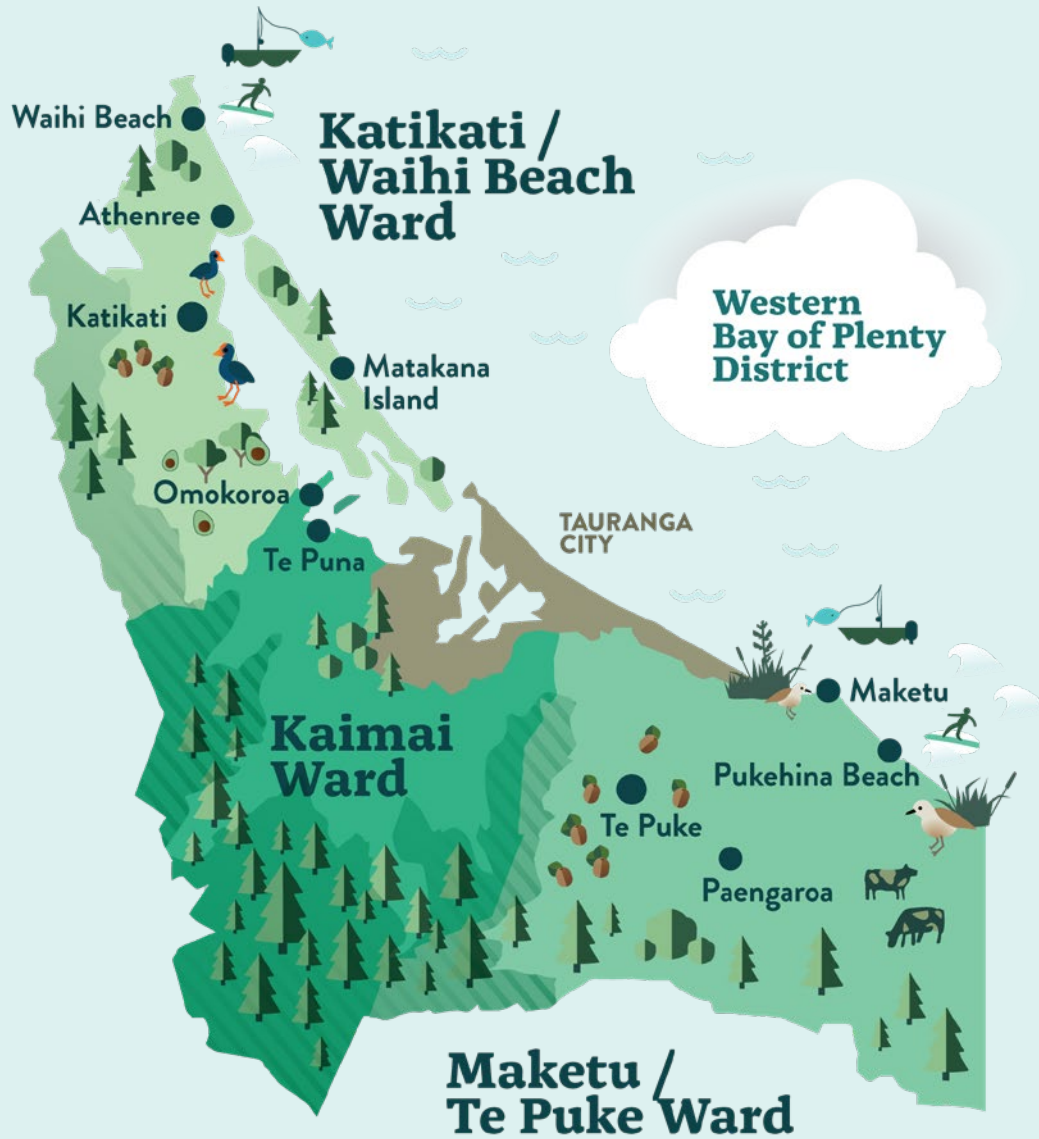 Waihi Beach
Katikati /
Waihi Beach
Ward
Athenree
Katikati
Western
Bay of Plenty
District
Matakana
Island
Omokoroa
TAURANGA
CITY
Te Puna
Maketu
Kaimai
Ward
Pukehina Beach
Te Puke
Paengaroa
Maketu /
Te Puke Ward